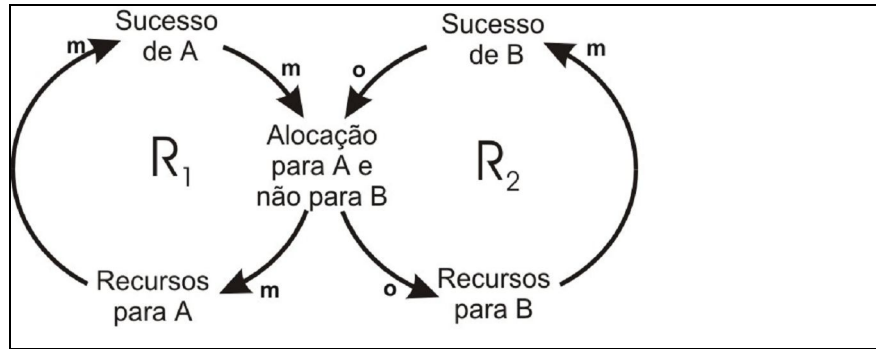 Sucesso
de A
Sucesso
de B
m
m
o
m
Alocação
para A e
não para B
R1
R2
Recursos
para A
m
o
Recursos
para B